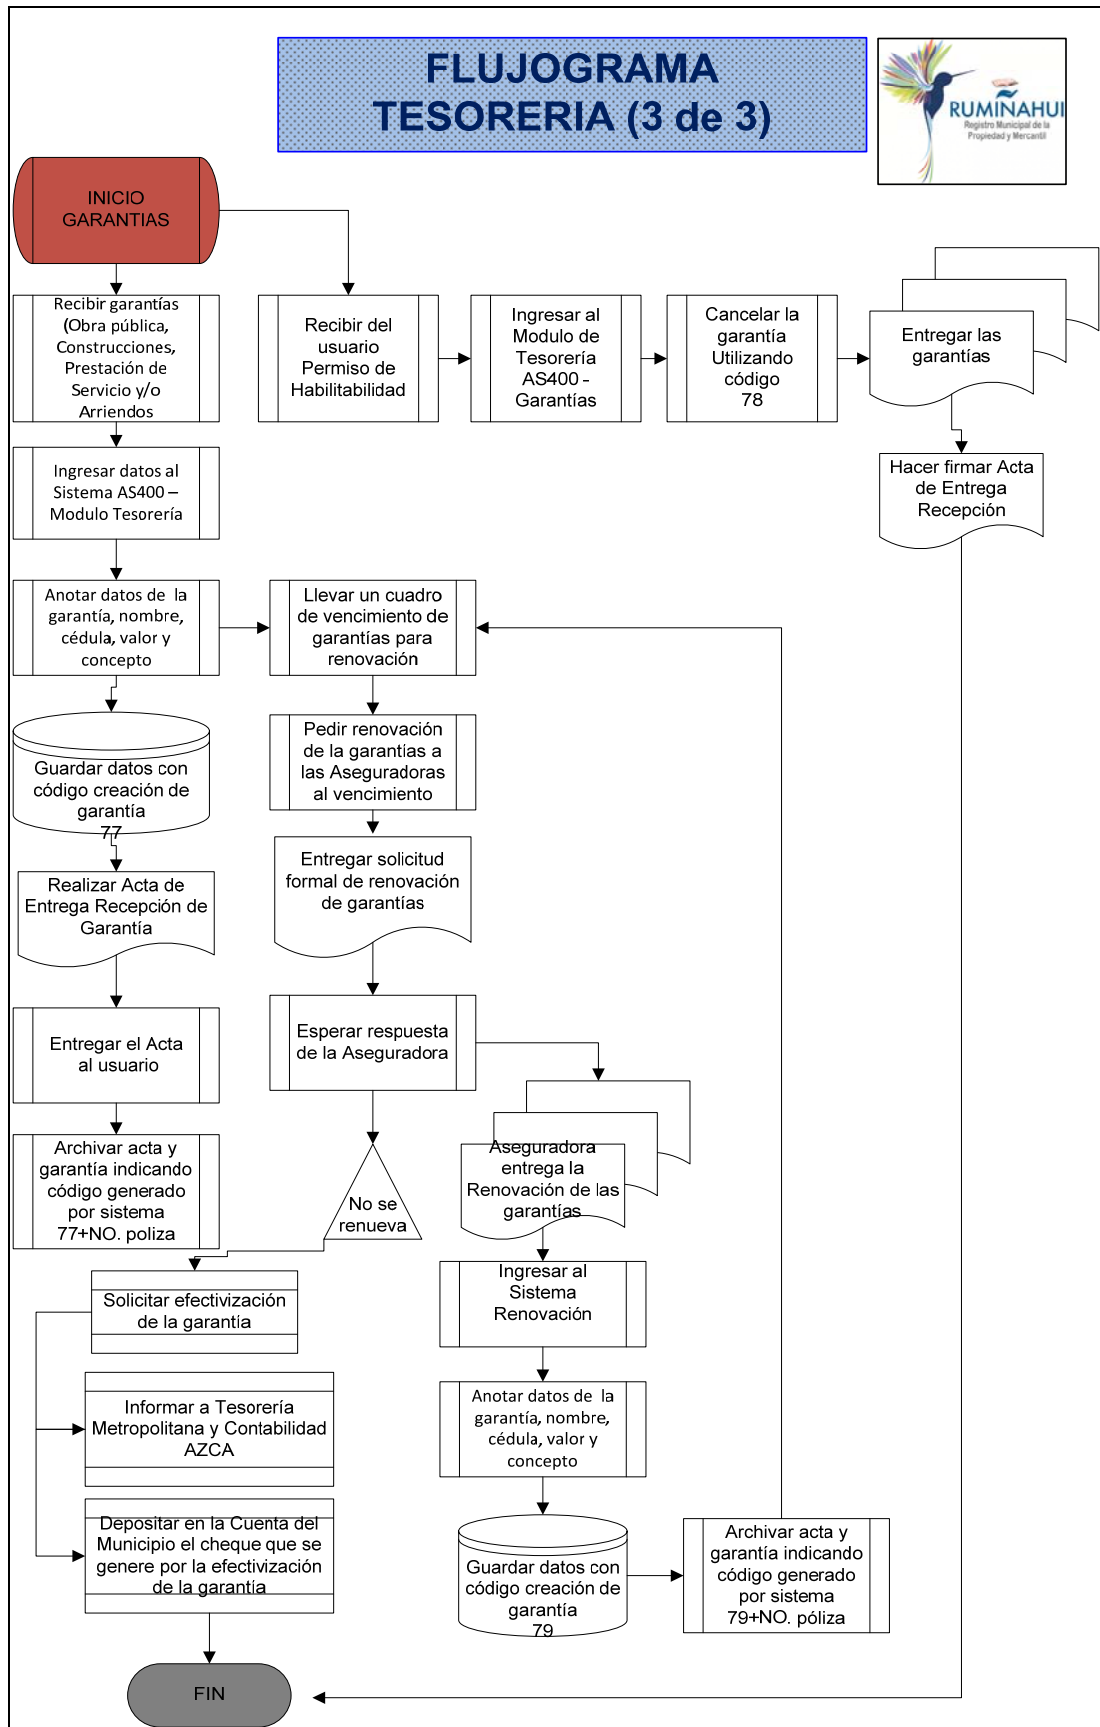 FLUJOGRAMA
TESORERIA (3 de 3)
RUMIÑAHUI
Registro Municipal de la
Propiedad y Mercantil
INICIO
GARANTIAS
Recibir garantías
(Obra pública,
Construcciones,
Prestación de
Servicio y/o
Arriendos
Recibir del
usuario
Permiso de
Habilitabilidad
Ingresar al
Modulo de
Tesorería
AS400 -
Garantías
Cancelar la
garantía
Utilizando
código
78
Entregar las
garantías
Hacer firmar Acta
de Entrega
Recepción
Ingresar datos al
Sistema AS400 –
Modulo Tesorería
Anotar datos de la
garantía, nombre,
cédula, valor y
concepto
Llevar un cuadro
de vencimiento de
garantías para
renovación
Guardar datos con
código creación de
garantía
77
Pedir renovación
de la garantías a
las Aseguradoras
al vencimiento
Realizar Acta de
Entrega Recepción de
Garantía
Entregar solicitud
formal de renovación
de garantías
Entregar el Acta
al usuario
Esperar respuesta
de la Aseguradora
Archivar acta y
garantía indicando
código generado
por sistema
77+NO. poliza
No se
renueva
Aseguradora
entrega la
Renovación de las
garantías
Solicitar efectivización
de la garantía
Ingresar al
Sistema
Renovación
Informar a Tesorería
Metropolitana y Contabilidad
AZCA
Anotar datos de la
garantía, nombre,
cédula, valor y
concepto
Depositar en la Cuenta del
Municipio el cheque que se
genere por la efectivización
de la garantía
Guardar datos con
código creación de
garantía
79
Archivar acta y
garantía indicando
código generado
por sistema
79+NO. póliza
FIN